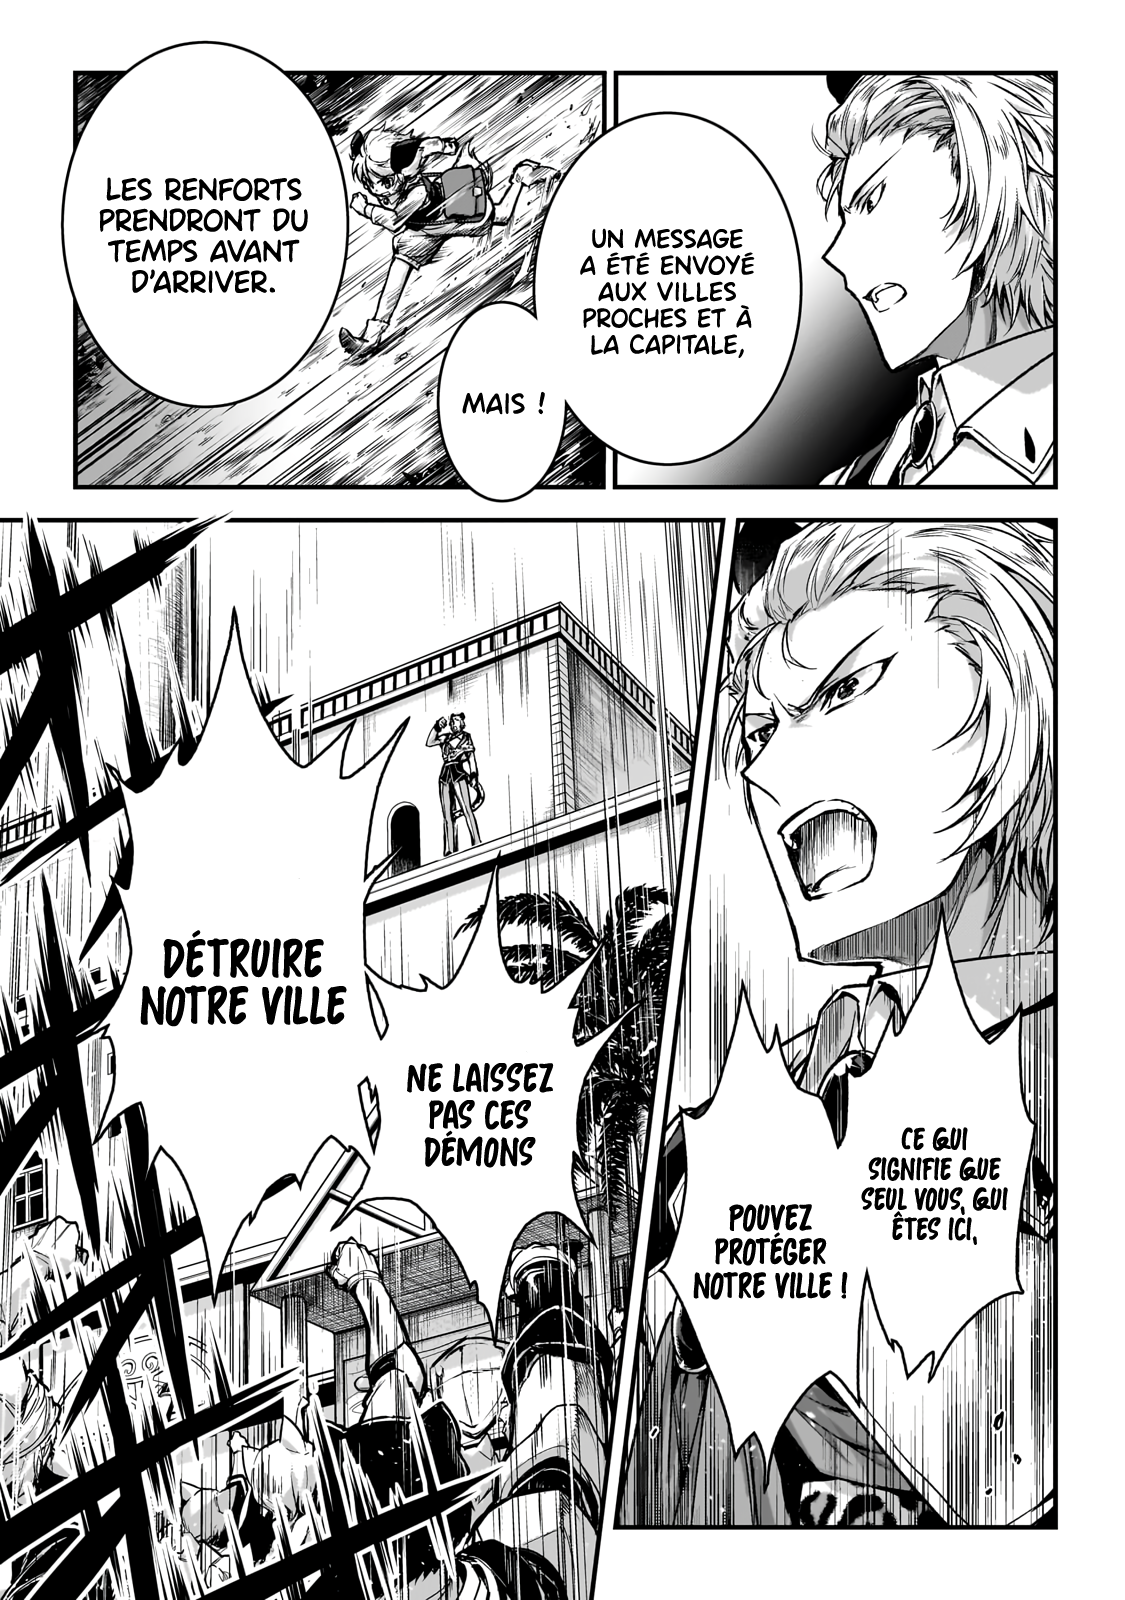 UN MESSAGE
A ÉTÉ ENVOYÉ
AUX VILLES
PROCHES ET À
LA CAPITALE,
MAIS !
LES RENFORTS
PRENDRONT DU
TEMPS AVANT
D'ARRIVER.
CE QUI
SIGNIFIE QUE
SEUL VOUS, QUI
ÊTES ICI,
POUVEZ
PROTÉGER
NOTRE VILLE !
NE LAISSEZ
PAS CES
DÉMONS
DÉTRUIRE
NOTRE VILLE